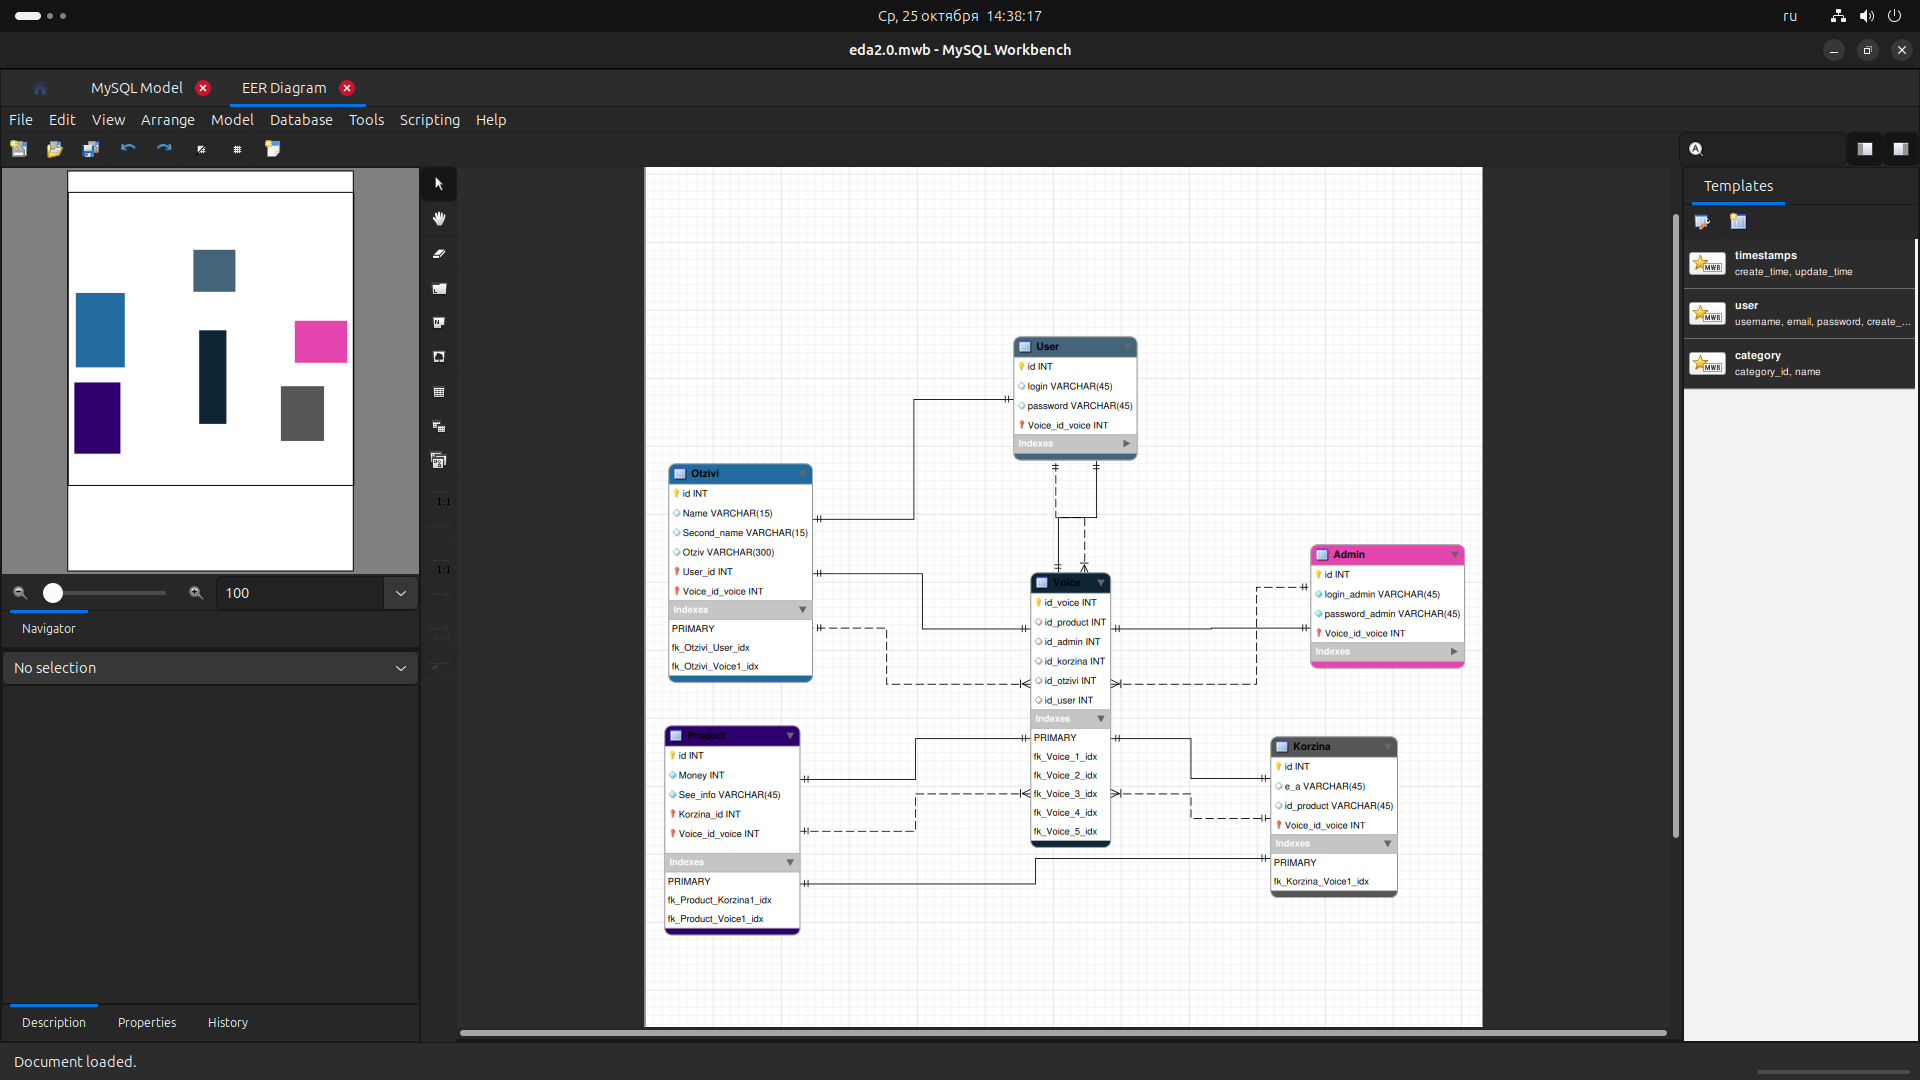 Ср, 25 октября 14:38:17
ru
eda2.0.mwb - MySQL Workbench
MySQL Model
EER Diagram
File Edit View Arrange Model Database Tools Scripting Help
100
Navigator
No selection
Description Properties History
Document loaded.
1:1
1:1
User
id INT
login VARCHAR(45)
password VARCHAR(45)
Voice_id_voice INT
Indexes
Otzivi
id INT
Name VARCHAR(15)
Second_name VARCHAR(15)
Otziv VARCHAR(300)
User_id INT
Voice_id_voice INT
Indexes
PRIMARY
fk_Otzivi_User_idx
fk_Otzivi_Voice1_idx
Voice
id_voice INT
id_product INT
id_admin INT
id_korzina INT
id_otzivi INT
id_user INT
Indexes
PRIMARY
fk_Voice_1_idx
fk_Voice_2_idx
fk_Voice_3_idx
fk_Voice_4_idx
fk_Voice_5_idx
Admin
id INT
login_admin VARCHAR(45)
password_admin VARCHAR(45)
Voice_id_voice INT
Indexes
Product
id INT
Money INT
See_info VARCHAR(45)
Korzina_id INT
Voice_id_voice INT
Indexes
PRIMARY
fk_Product_Korzina1_idx
fk_Product_Voice1_idx
Korzina
id INT
e_a VARCHAR(45)
id_product VARCHAR(45)
Voice_id_voice INT
Indexes
PRIMARY
fk_Korzina_Voice1_idx
Templates
MWB
timestamps
create_time, update_time
MWB
user
username, email, password, create_...
MWB
category
category_id, name